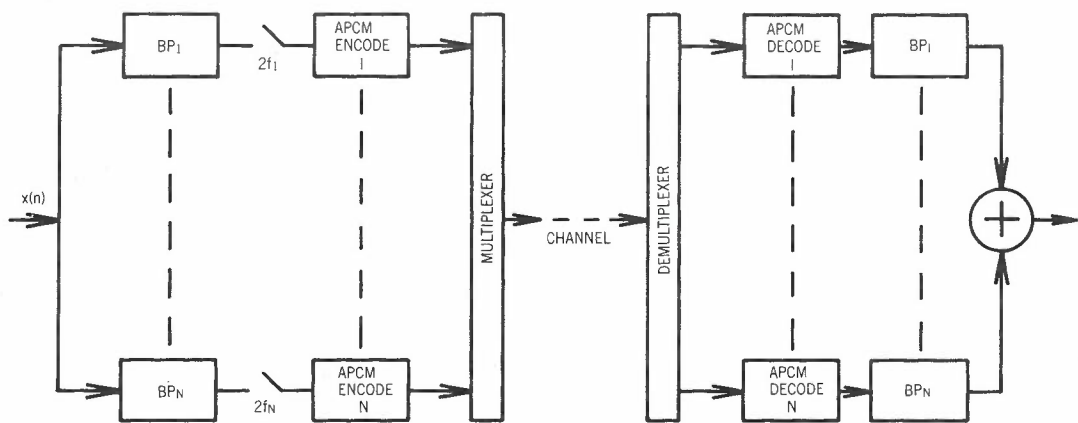 x(n)
BP1
2f1
APCM
ENCODE
1
BPN
2fN
APCM
ENCODE
N
MULTIPLEXER
CHANNEL
DEMULTIPLEXER
APCM
DECODE
1
BP1
APCM
DECODE
N
BPN